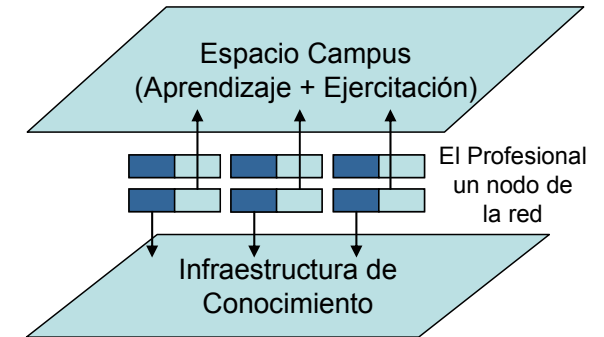 Espacio Campus
(Aprendizaje + Ejercitación)
El Profesional
un nodo de
la red
Infraestructura de
Conocimiento